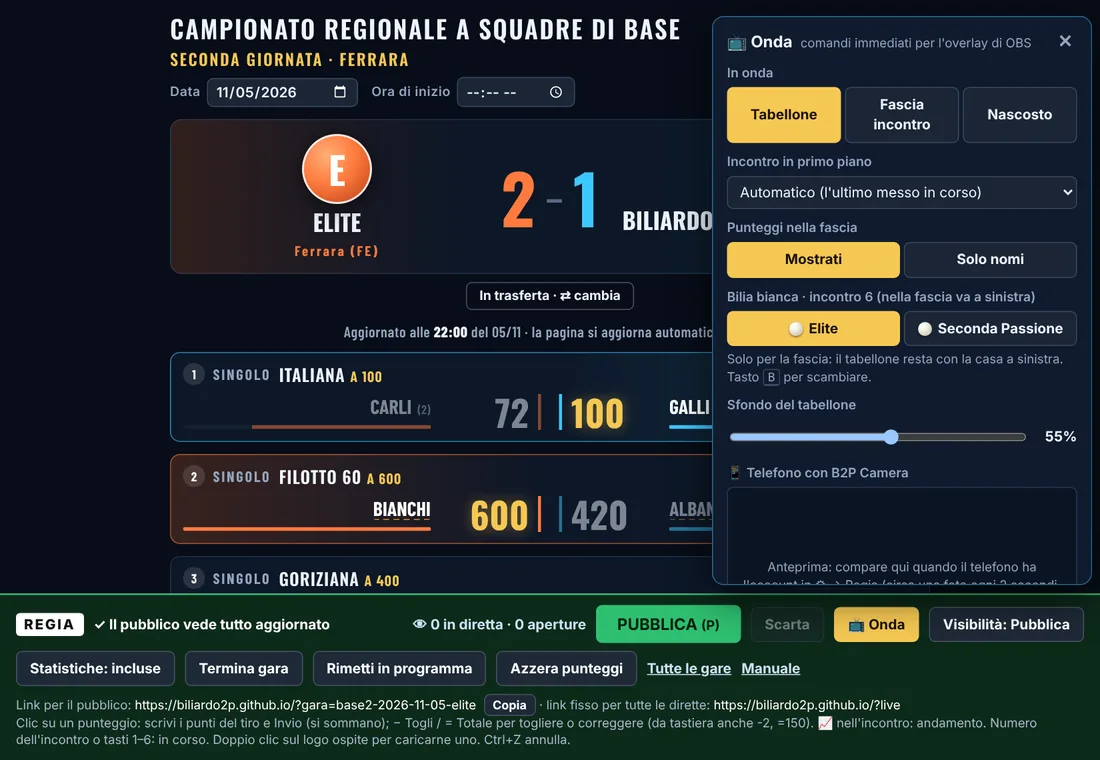 CAMPIONATO REGIONALE A SQUADRE DI BASE
SECONDA GIORNATA · FERRARA
Data 11/05/2026 Ora di inizio --:-- --
E
ELITE
Ferrara (FE)
2 – 1
BILIARDO
In trasferta · ⇄ cambia
Aggiornato alle 22:00 del 05/11 · la pagina si aggiorna
1 SINGOLO ITALIANA A 100
CARLI (2) 72 100 GALLI
2 SINGOLO FILOTTO 60 A 600
BIANCHI 600 420 ALBAN
3 SINGOLO GORIZIANA A 400
📺 Onda comandi immediati per l'overlay di OBS ✕
In onda
Tabellone
Fascia incontro
Nascosto
Incontro in primo piano
Automatico (l'ultimo messo in corso)
Punteggi nella fascia
Mostrati
Solo nomi
Bilia bianca · incontro 6 (nella fascia va a sinistra)
Elite
Seconda Passione
Solo per la fascia: il tabellone resta con la casa a sinistra.
Tasto B per scambiare.
Sfondo del tabellone
55%
📱 Telefono con B2P Camera
Anteprima: compare qui quando il telefono ha
REGIA ✓ Il pubblico vede tutto aggiornato
👁 0 in diretta · 0 aperture
PUBBLICA (P)
Scarta
📺 Onda
Visibilità: Pubblica
Statistiche: incluse
Termina gara
Rimetti in programma
Azzera punteggi
Tutte le gare
Manuale
Link per il pubblico: https://biliardo2p.github.io/?gara=base2-2026-11-05-elite Copia · link fisso per tutte le dirette: https://biliardo2p.github.io/?live
Clic su un punteggio: scrivi i punti del tiro e Invio (si sommano); − Togli / = Totale per togliere o correggere (da tastiera anche -2, =150). 📈 nell'incontro: andamento. Numero
dell'incontro o tasti 1–6: in corso. Doppio clic sul logo ospite per caricarne uno. Ctrl+Z annulla.